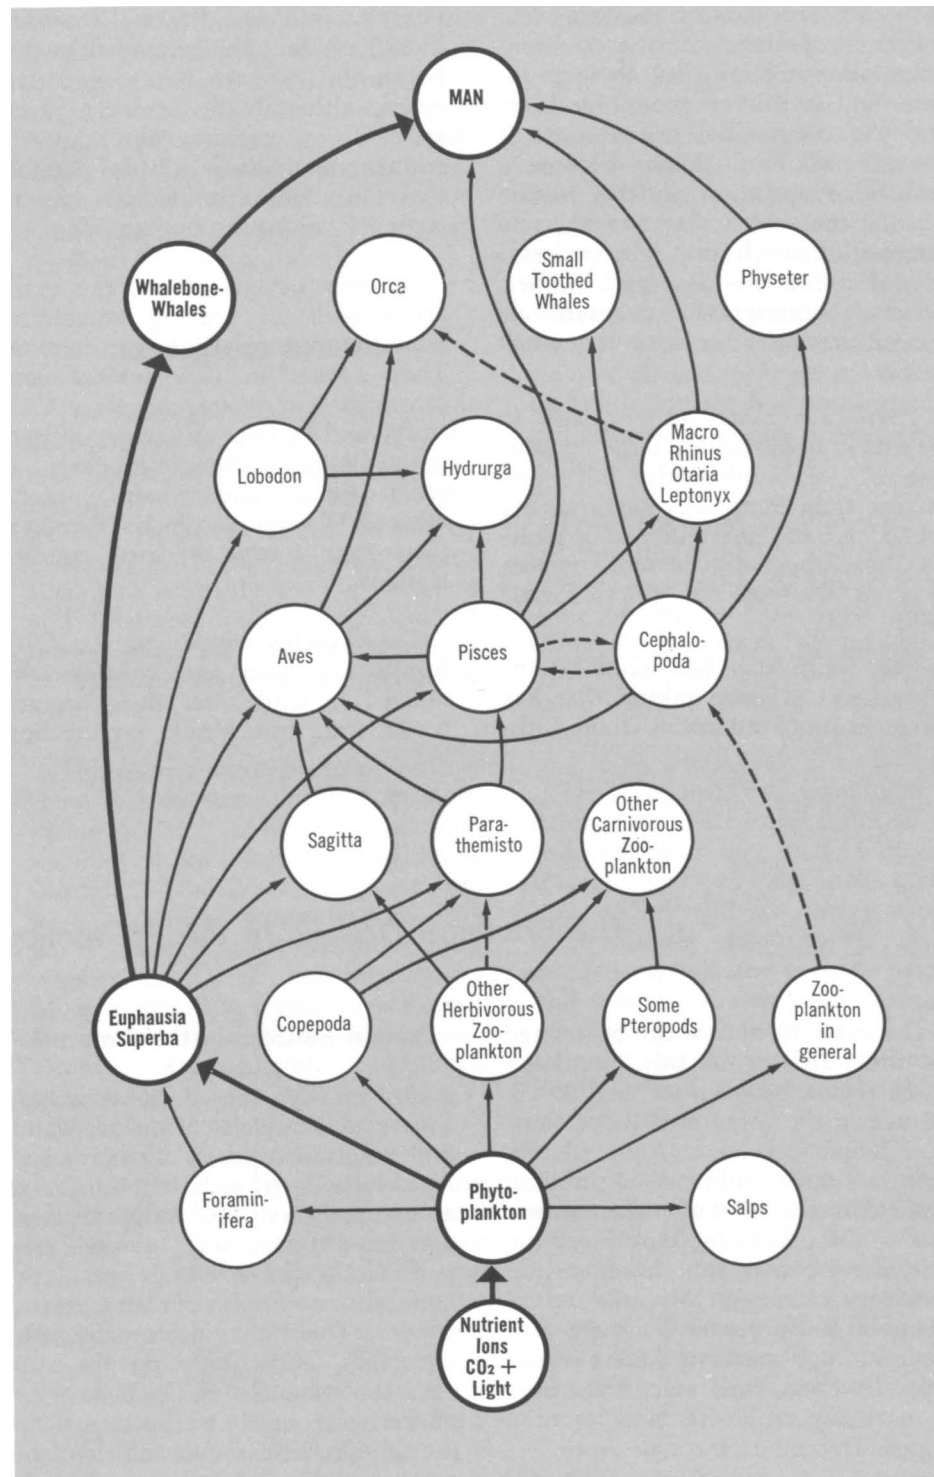 MAN
Whalebone-
Whales
Orca
Small
Toothed
Whales
Physeter
Lobodon
Hydrurga
Macro
Rhinus
Otaria
Leptonyx
Aves
Pisces
Cephalo-
poda
Sagitta
Para-
themisto
Other
Carnivorous
Zoo-
plankton
Euphausia
Superba
Copepoda
Other
Herbivorous
Zoo-
plankton
Some
Pteropods
Zoo-
plankton
in
general
Foramin-
ifera
Phyto-
plankton
Salps
Nutrient
Ions
CO₂ +
Light